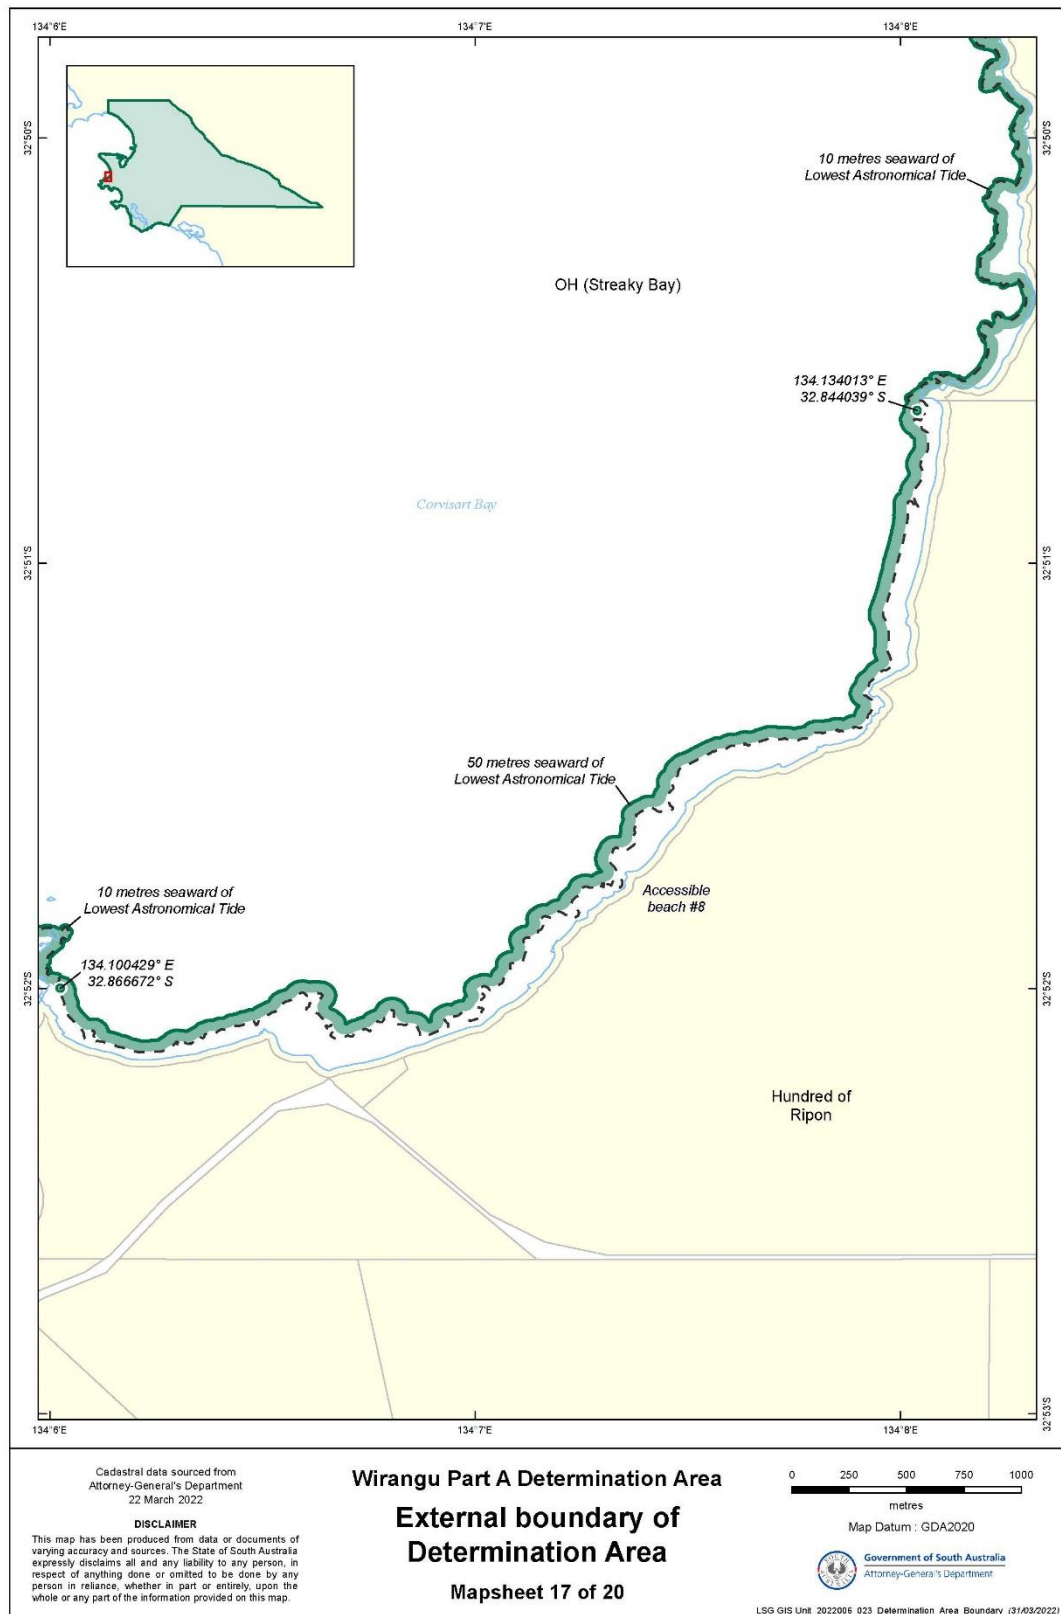 134°6'E
134°7'E
134°8'E
32°50'S
32°50'S
10 metres seaward of
Lowest Astronomical Tide
OH (Streaky Bay)
134.134013° E
32.844039° S
Corvisart Bay
32°51'S
32°51'S
50 metres seaward of
Lowest Astronomical Tide
10 metres seaward of
Lowest Astronomical Tide
Accessible
beach #8
134.100429° E
32.866672° S
32°52'S
32°52'S
Hundred of
Ripon
32°53'S
134°6'E
134°7'E
134°8'E
Cadastral data sourced from
Attorney-General's Department
22 March 2022
DISCLAIMER
This map has been produced from data or documents of
varying accuracy and sources. The State of South Australia
expressly disclaims all and any liability to any person, in
respect of anything done or omitted to be done by any
person in reliance, whether in part or entirely, upon the
whole or any part of the information provided on this map.
Wirangu Part A Determination Area
External boundary of
Determination Area
Mapsheet 17 of 20
0 250 500 750 1000
metres
Map Datum : GDA2020
SOUTH AUSTRALIA
Government of South Australia
Attorney-General's Department
LSG GIS Unit 2022006_023_Determination_Area_Boundary (31/03/2022)